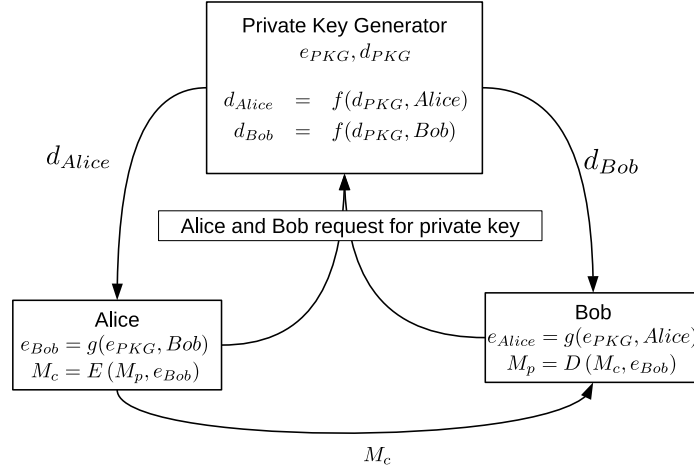 Private Key Generator
e_{PKG}, d_{PKG}
d_{Alice} = f(d_{PKG}, Alice)
d_{Bob} = f(d_{PKG}, Bob)
d_{Alice}
d_{Bob}
Alice and Bob request for private key
Alice
e_{Bob} = g(e_{PKG}, Bob)
M_c = E (M_p, e_{Bob})
Bob
e_{Alice} = g(e_{PKG}, Alice)
M_p = D (M_c, e_{Bob})
M_c